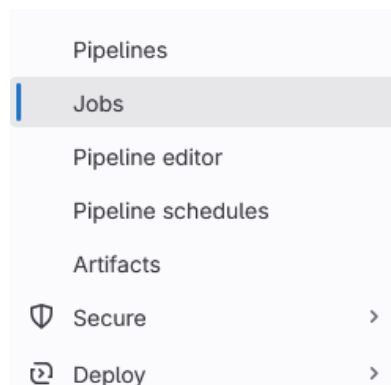 Pipelines
Jobs
Pipeline editor
Pipeline schedules
Artifacts
Secure
Deploy